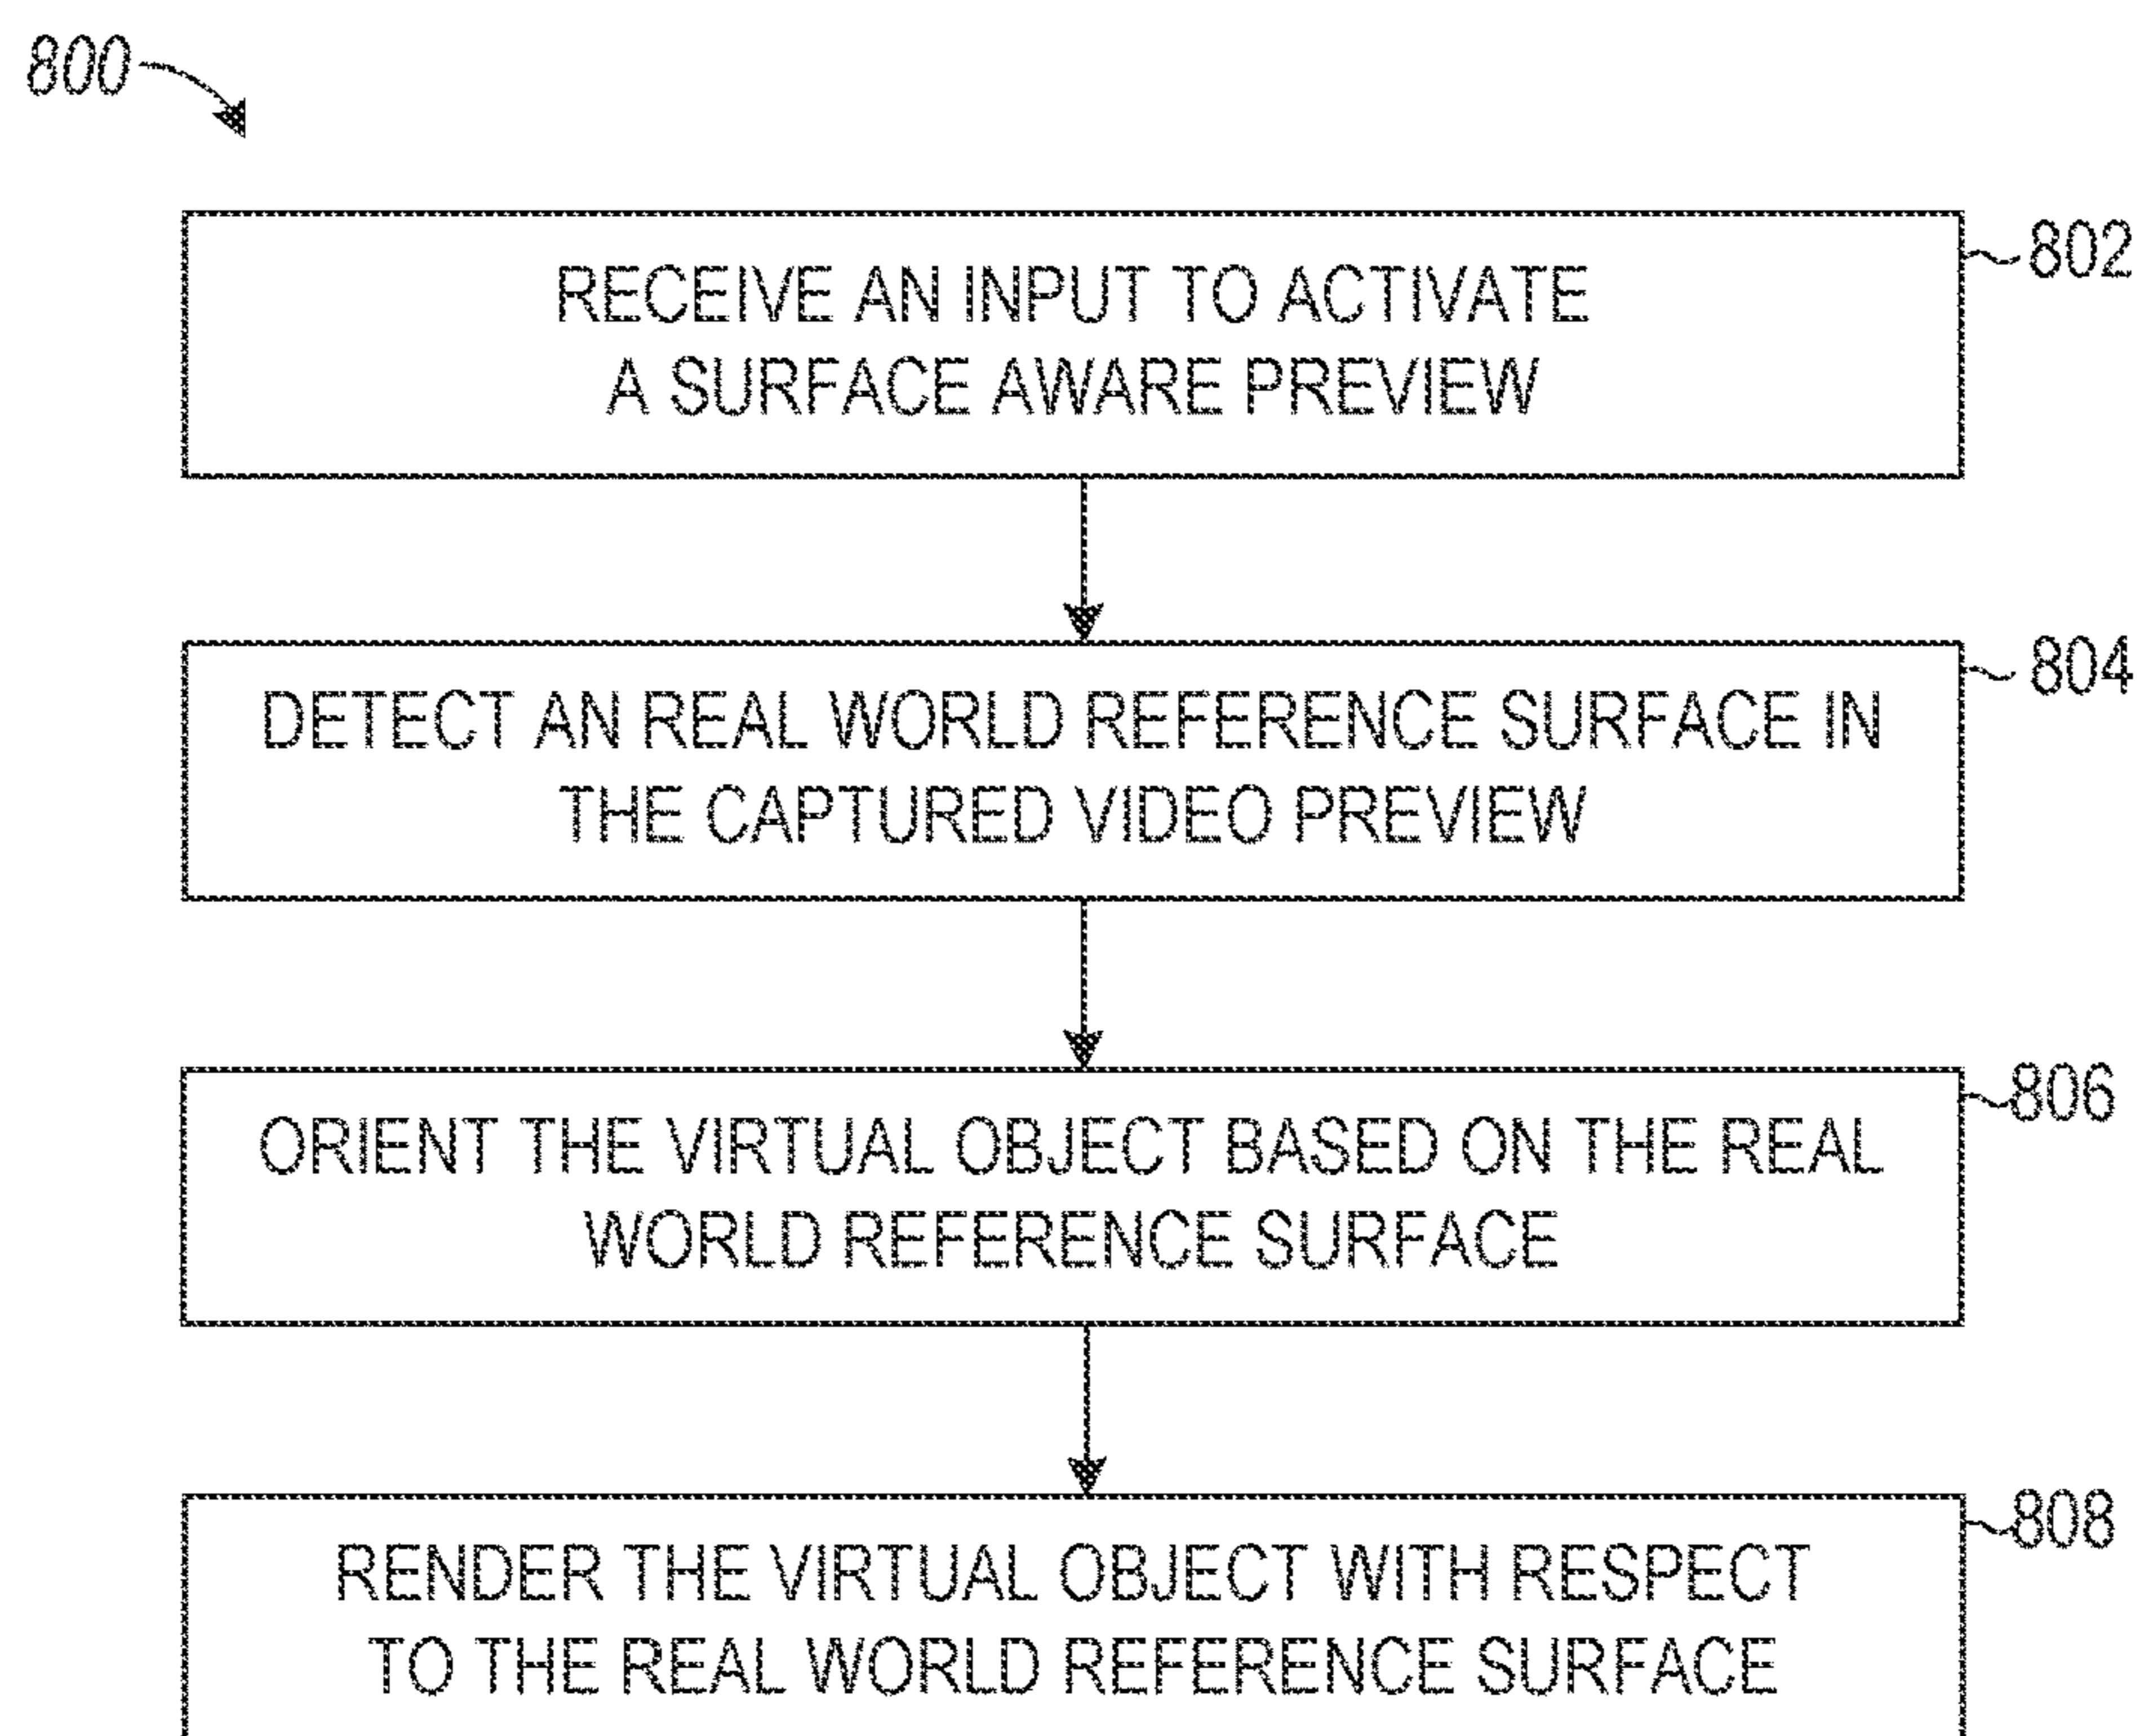 800
802
RECEIVE AN INPUT TO ACTIVATE
A SURFACE AWARE PREVIEW
804
DETECT AN REAL WORLD REFERENCE SURFACE IN
THE CAPTURED VIDEO PREVIEW
806
ORIENT THE VIRTUAL OBJECT BASED ON THE REAL
WORLD REFERENCE SURFACE
808
RENDER THE VIRTUAL OBJECT WITH RESPECT
TO THE REAL WORLD REFERENCE SURFACE